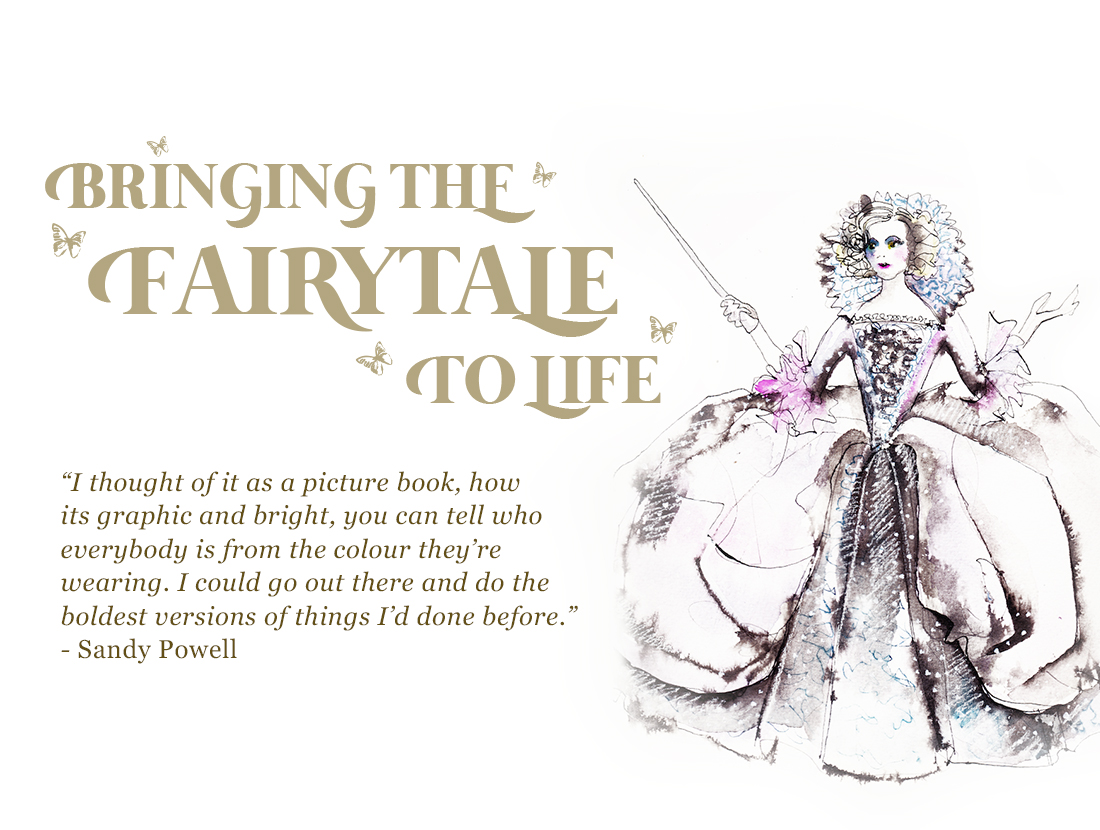 BRINGING THE
FAIRYTALE
TO LIFE
“I thought of it as a picture book, how
its graphic and bright, you can tell who
everybody is from the colour they’re
wearing. I could go out there and do the
boldest versions of things I’d done before.”
- Sandy Powell